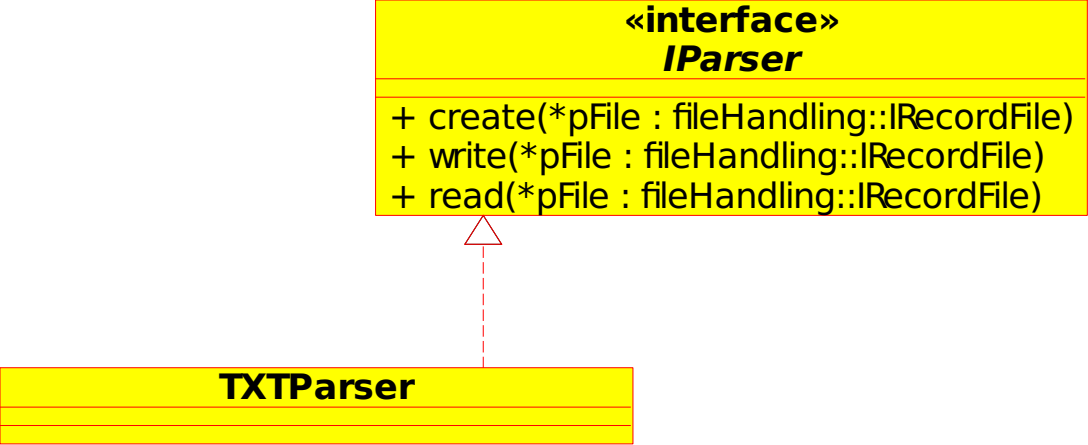 «interface»
IParser
+ create(*pFile : fileHandling::IRecordFile)
+ write(*pFile : fileHandling::IRecordFile)
+ read(*pFile : fileHandling::IRecordFile)
TXTParser